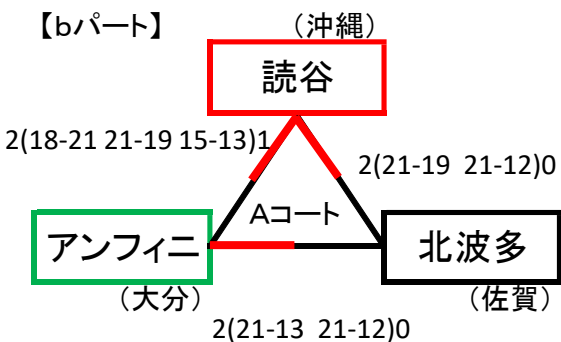 【bパート】
（沖縄）
読谷
2(18-21 21-19 15-13)1
2(21-19 21-12)0
Aコート
アンフィニ
北波多
（大分）
（佐賀）
2(21-13 21-12)0